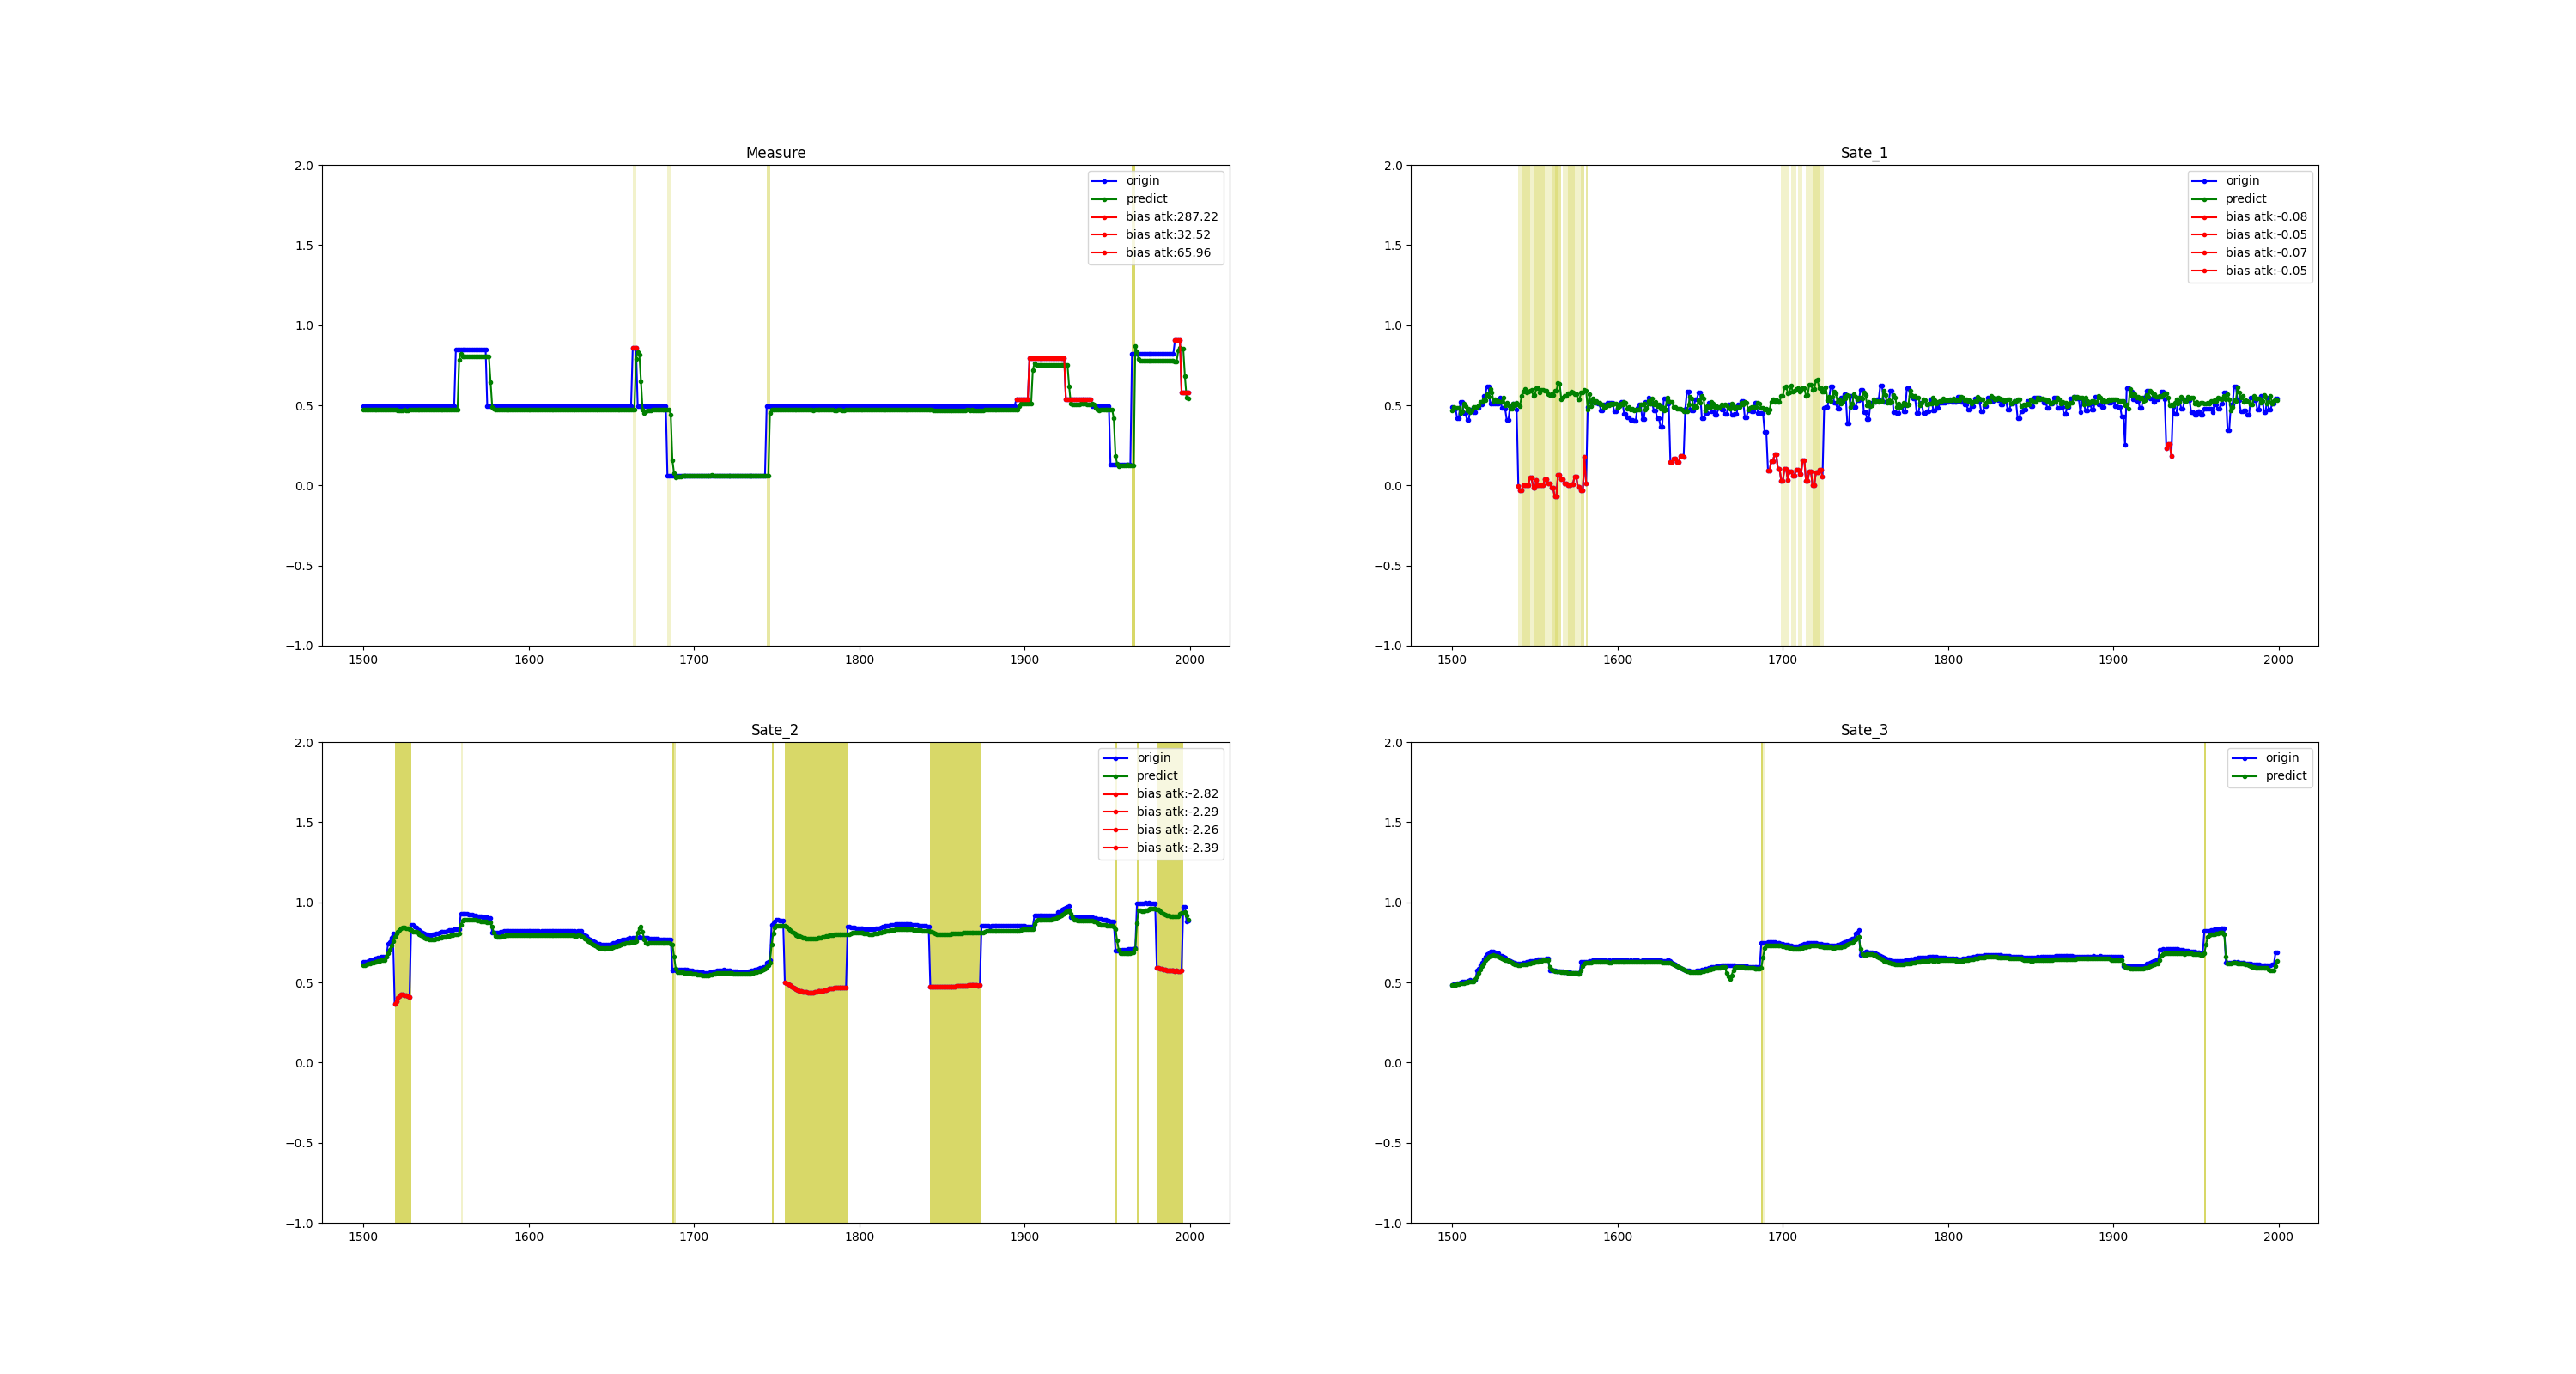 Measure
2.0
1.5
1.0
0.5
0.0
−0.5
−1.0
1500 1600 1700 1800 1900 2000
origin
predict
bias atk:287.22
bias atk:32.52
bias atk:65.96
Sate_1
2.0
1.5
1.0
0.5
0.0
−0.5
−1.0
1500 1600 1700 1800 1900 2000
origin
predict
bias atk:-0.08
bias atk:-0.05
bias atk:-0.07
bias atk:-0.05
Sate_2
2.0
1.5
1.0
0.5
0.0
−0.5
−1.0
1500 1600 1700 1800 1900 2000
origin
predict
bias atk:-2.82
bias atk:-2.29
bias atk:-2.26
bias atk:-2.39
Sate_3
2.0
1.5
1.0
0.5
0.0
−0.5
−1.0
1500 1600 1700 1800 1900 2000
origin
predict